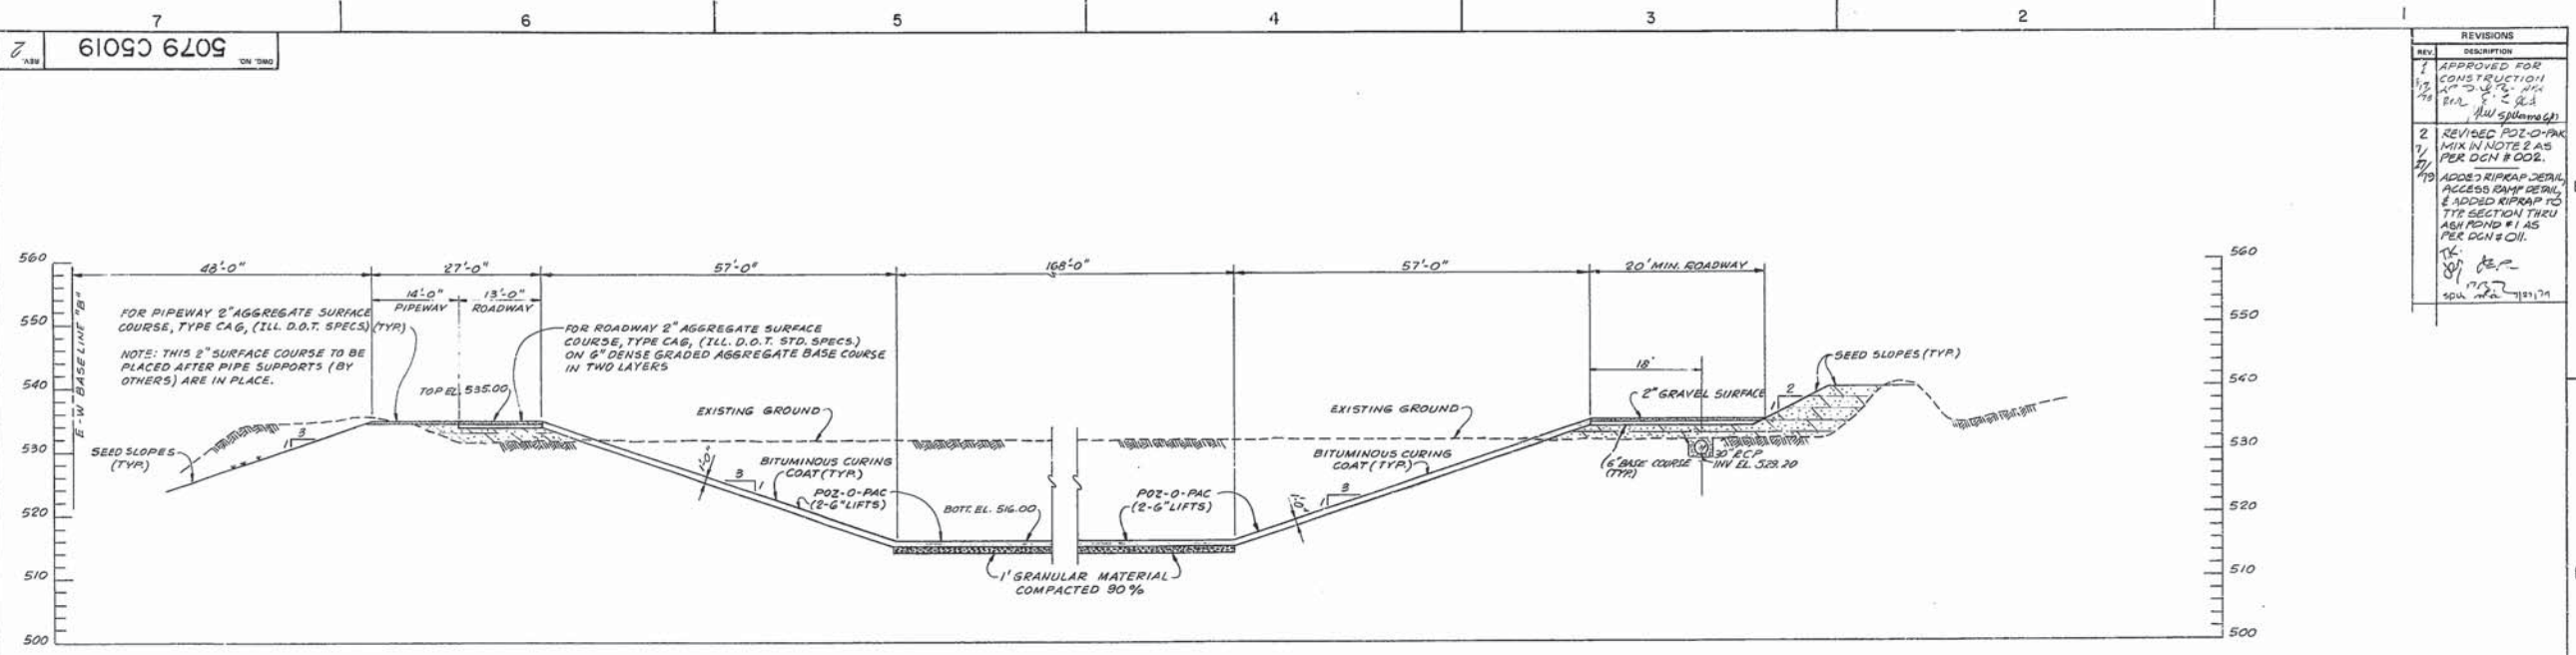 7 6 5 4 3 2 1
DWG. NO. 5079 C5019 REV. 2
REVISIONS
REV. DESCRIPTION
1 APPROVED FOR
CONSTRUCTION
2 REVISED POZ-O-PAK
MIX IN NOTE 2 AS
PER DCN # 002.
ADDED RIPRAP DETAIL,
ACCESS RAMP DETAIL,
& ADDED RIPRAP TO
TYP. SECTION THRU
ASH POND #1 AS
PER DCN # 011.
560
550
540
530
520
510
500
E-W BASE LINE "B"
48'-0" 27'-0" 57'-0" 168'-0" 57'-0" 20' MIN. ROADWAY
14'-0" 13'-0"
PIPEWAY ROADWAY
FOR PIPEWAY 2" AGGREGATE SURFACE
COURSE, TYPE CA6, (ILL. D.O.T. SPECS.) (TYP.)
NOTE: THIS 2" SURFACE COURSE TO BE
PLACED AFTER PIPE SUPPORTS (BY
OTHERS) ARE IN PLACE.
FOR ROADWAY 2" AGGREGATE SURFACE
COURSE, TYPE CA6, (ILL. D.O.T. STD. SPECS.)
ON 6" DENSE GRADED AGGREGATE BASE COURSE
IN TWO LAYERS
TOP EL. 535.00
SEED SLOPES
(TYP.)
3
1
EXISTING GROUND
1'-0"
3
1
BITUMINOUS CURING
COAT (TYP.)
POZ-O-PAC
(2-6" LIFTS)
BOTT. EL. 516.00
1' GRANULAR MATERIAL
COMPACTED 90%
EXISTING GROUND
BITUMINOUS CURING
COAT (TYP.)
POZ-O-PAC
(2-6" LIFTS)
1'-0"
3
1
18'
2" GRAVEL SURFACE
2
1
SEED SLOPES (TYP.)
6" BASE COURSE
(TYP.)
30" RCP
INV EL. 529.20
560
550
540
530
520
510
500